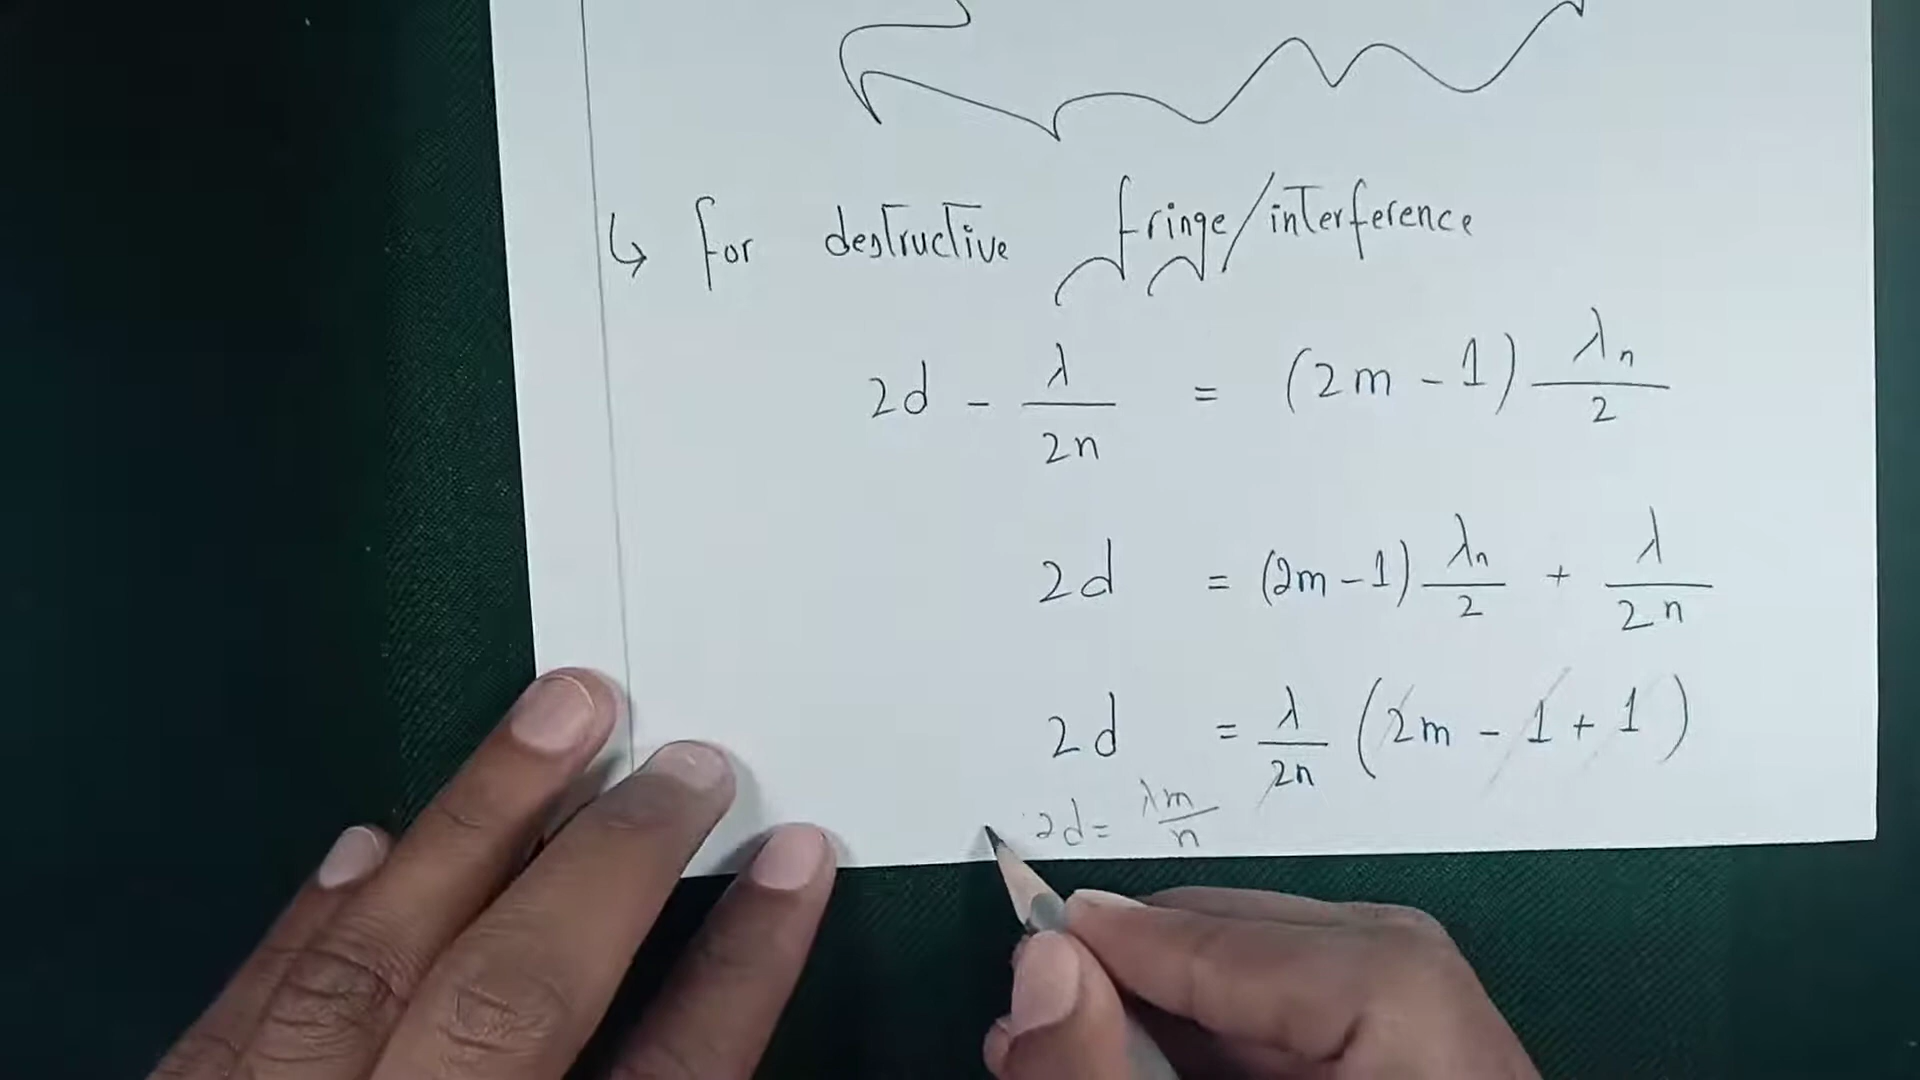 ↳ for destructive fringe/interference
2d - λ/2n = (2m - 1) λn/2
2d = (2m - 1) λn/2 + λ/2n
2d = λ/2n (2m - 1 + 1)
2d = λm/n